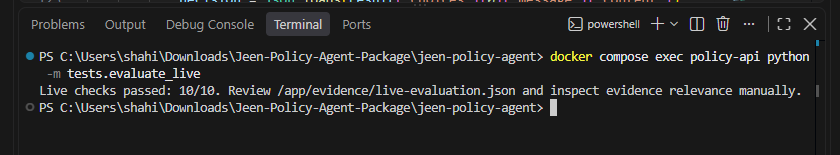 Problems Output Debug Console Terminal Ports powershell
PS C:\Users\shahi\Downloads\Jeen-Policy-Agent-Package\jeen-policy-agent> docker compose exec policy-api python
-m tests.evaluate_live
Live checks passed: 10/10. Review /app/evidence/live-evaluation.json and inspect evidence relevance manually.
PS C:\Users\shahi\Downloads\Jeen-Policy-Agent-Package\jeen-policy-agent>